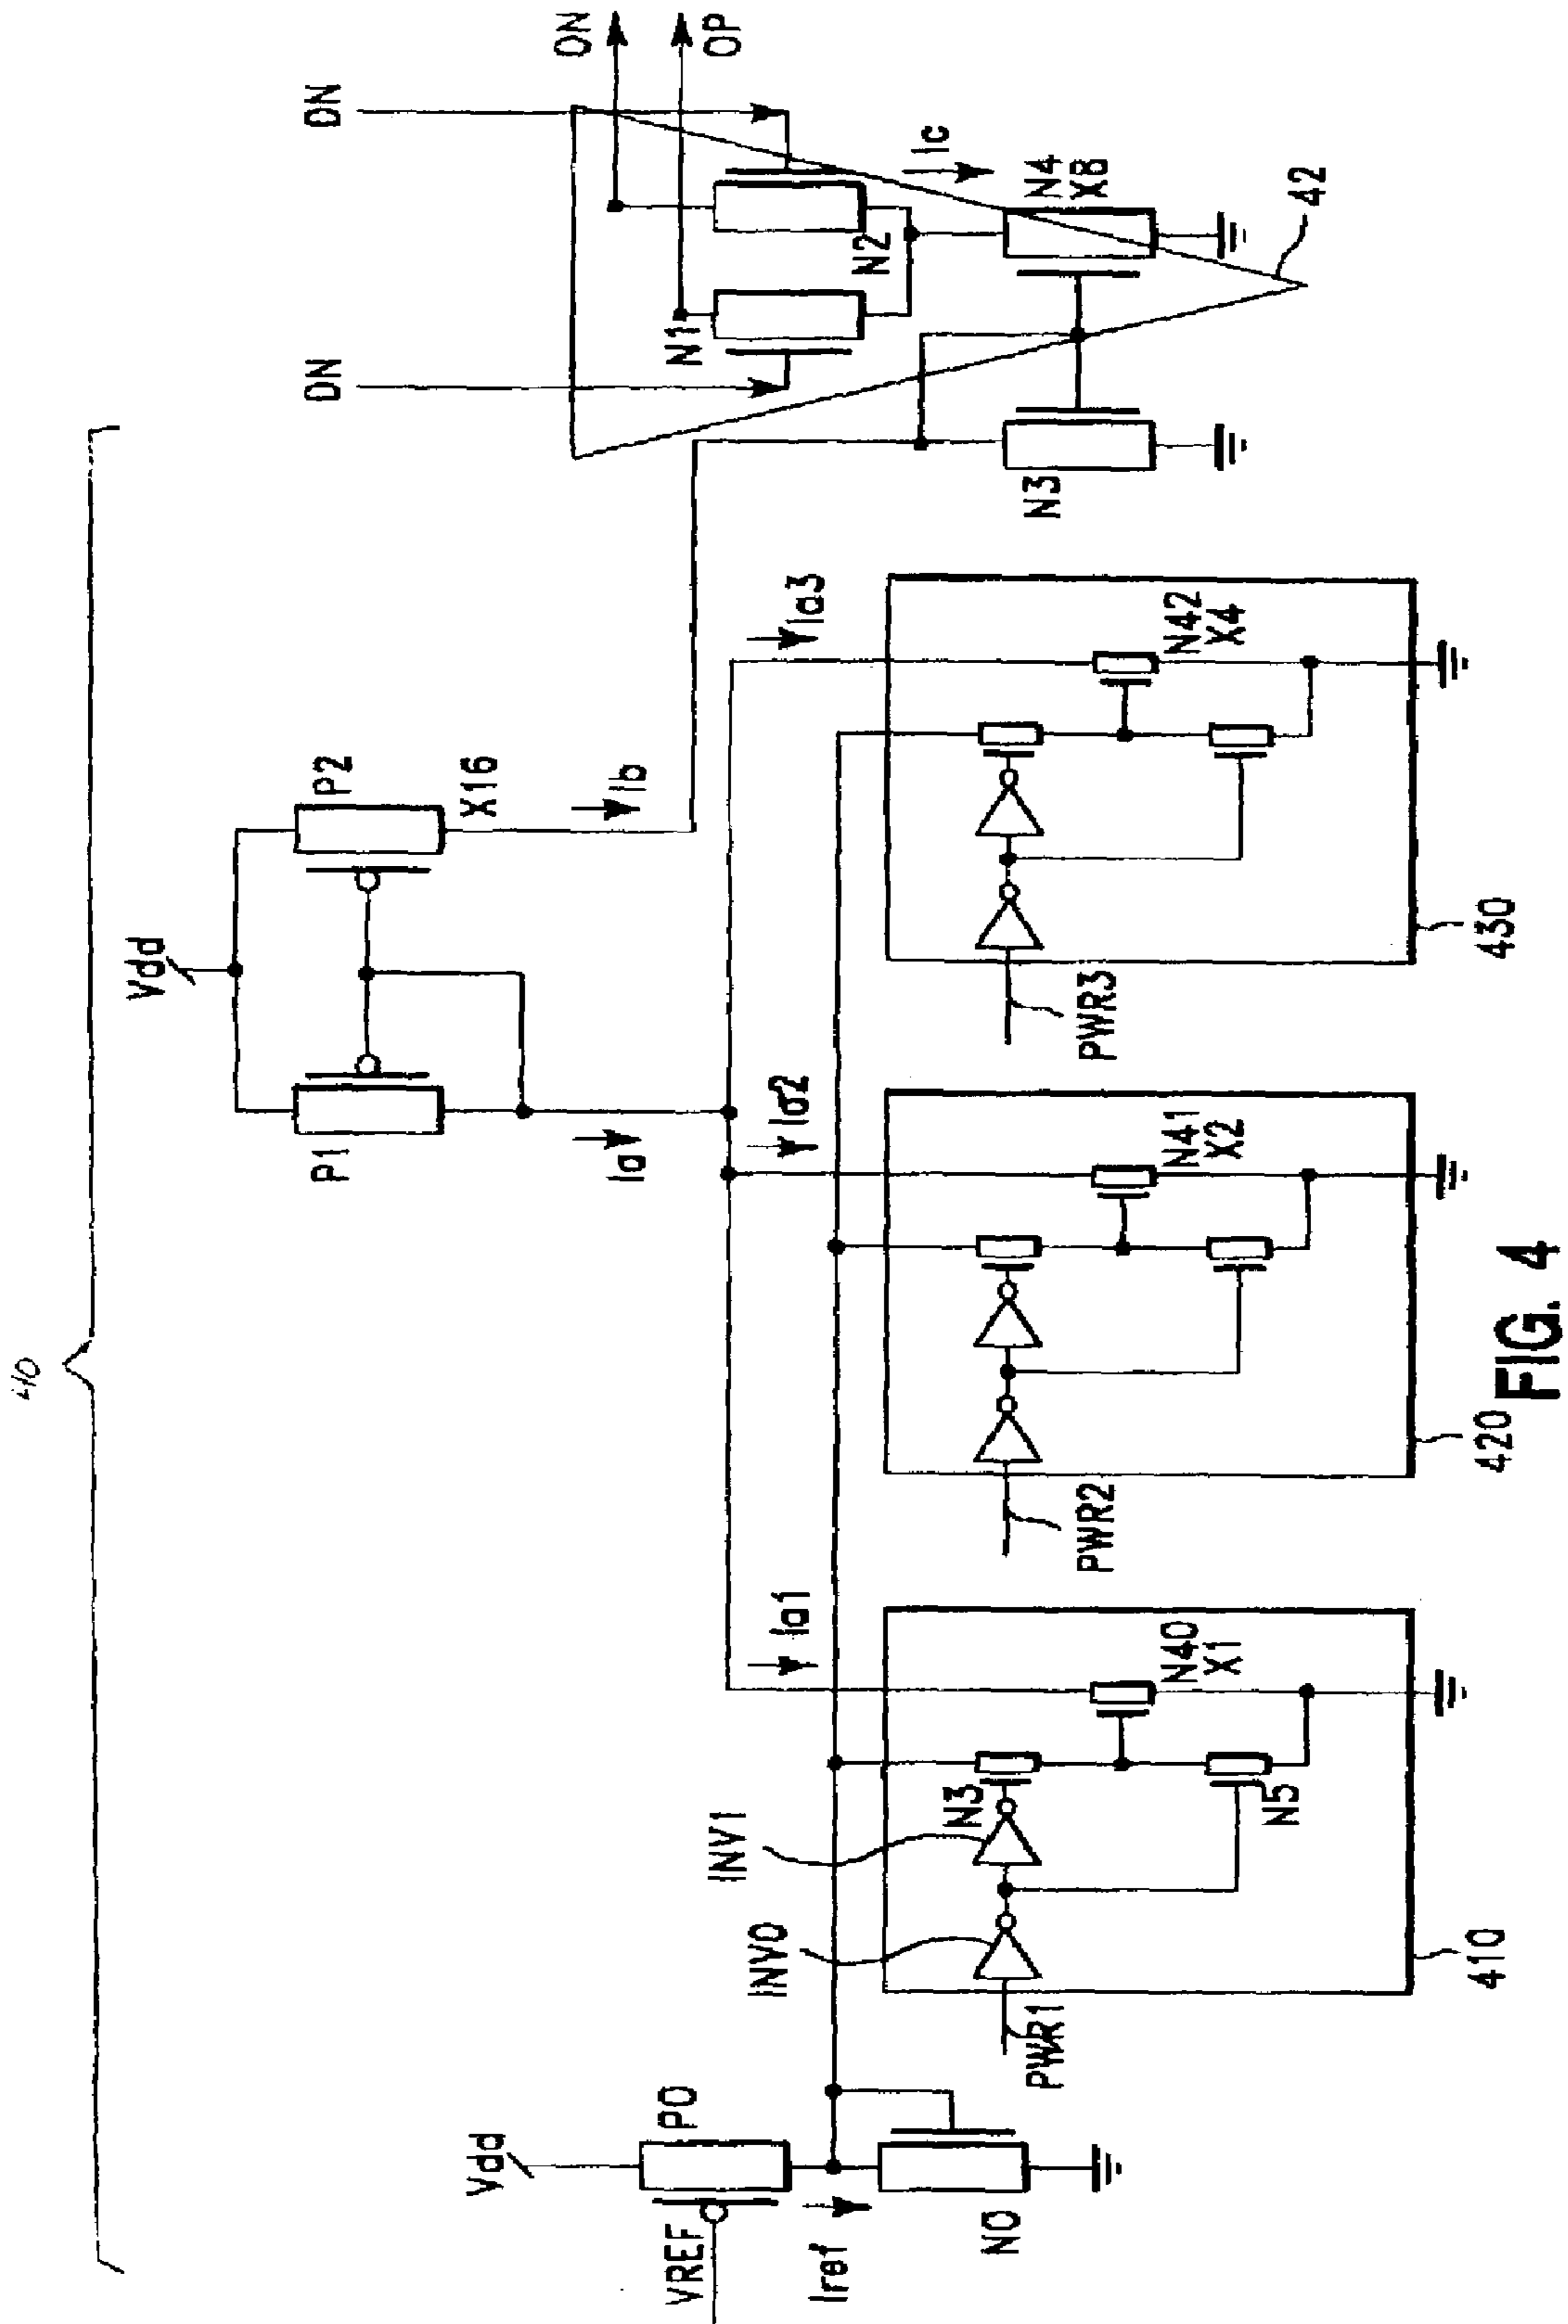 40
Vdd
P1
P2
X16
Ia
Ib
DN
DN
ON
OP
N1
N2
Ic
N3
N4
X8
42
Vdd
VREF
P0
Iref
N0
Ia1
Ia2
Ia3
INV0
INV1
N3
N5
N40
X1
PWR1
410
N41
X2
PWR2
420
N42
X4
PWR3
430
FIG. 4